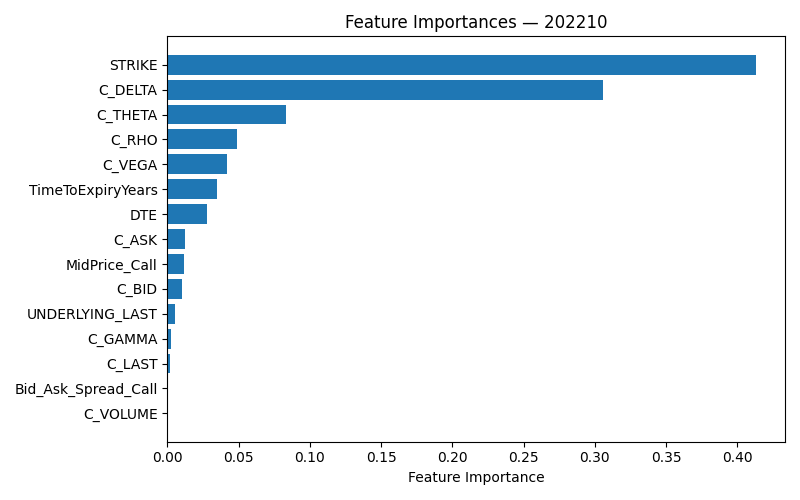 Feature Importances — 202210
STRIKE
C_DELTA
C_THETA
C_RHO
C_VEGA
TimeToExpiryYears
DTE
C_ASK
MidPrice_Call
C_BID
UNDERLYING_LAST
C_GAMMA
C_LAST
Bid_Ask_Spread_Call
C_VOLUME
0.00 0.05 0.10 0.15 0.20 0.25 0.30 0.35 0.40
Feature Importance